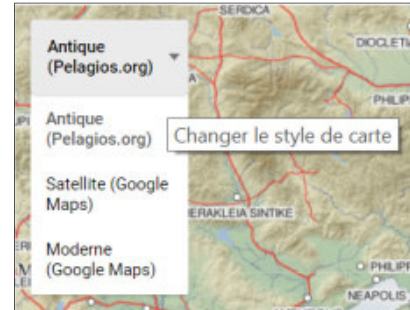 SERDICA
Antique
(Pelagios.org)
DIOCLETI
PHILIP
Antique
(Pelagios.org)
Changer le style de carte
Satellite (Google
Maps)
ERAKLEIA SINTIKE
Moderne
(Google Maps)
PHILIPP
NEAPOLIS